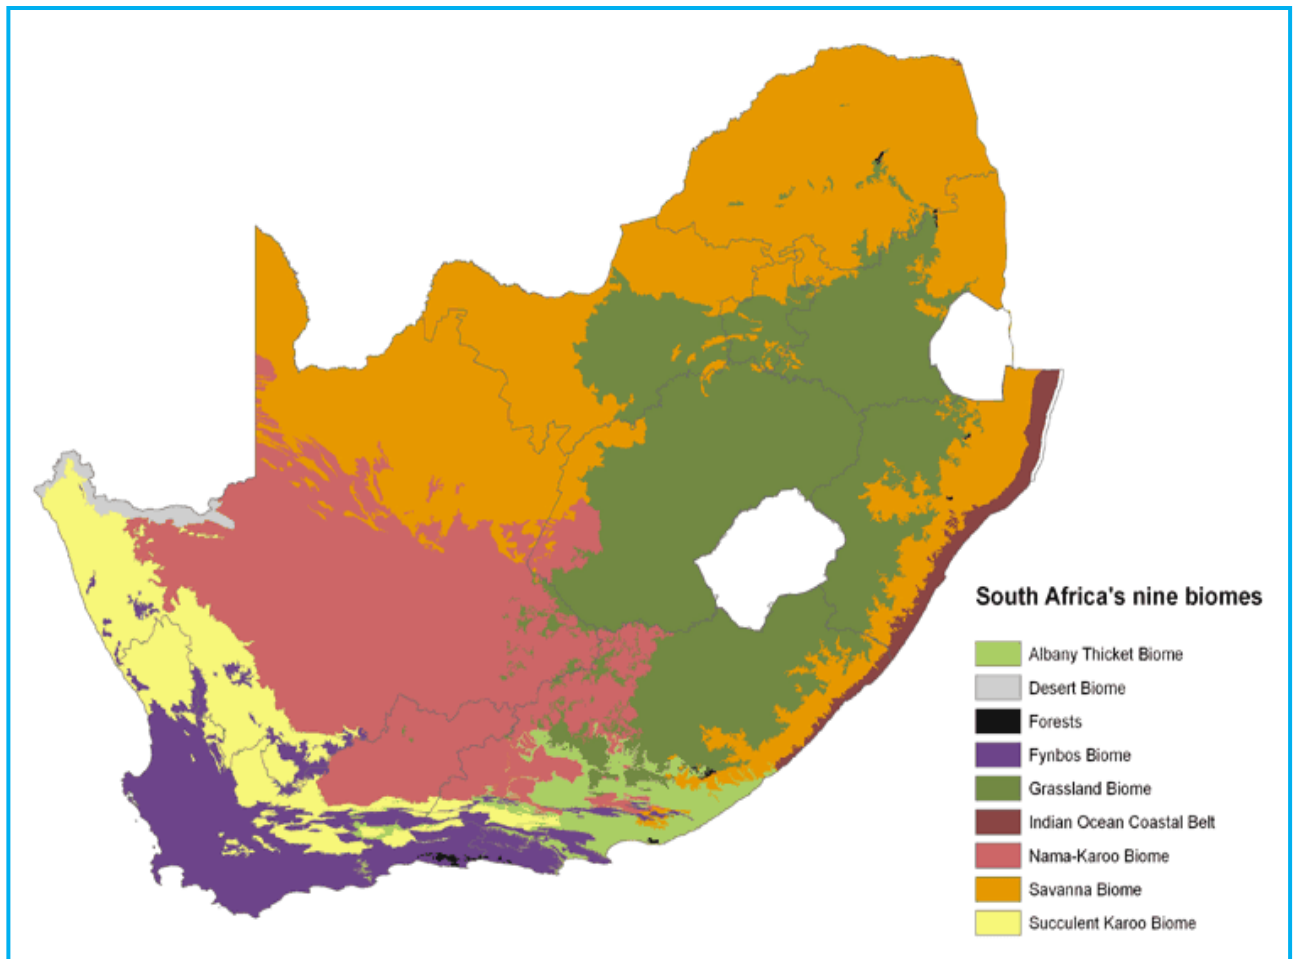 South Africa's nine biomes
Albany Thicket Biome
Desert Biome
Forests
Fynbos Biome
Grassland Biome
Indian Ocean Coastal Belt
Nama-Karoo Biome
Savanna Biome
Succulent Karoo Biome